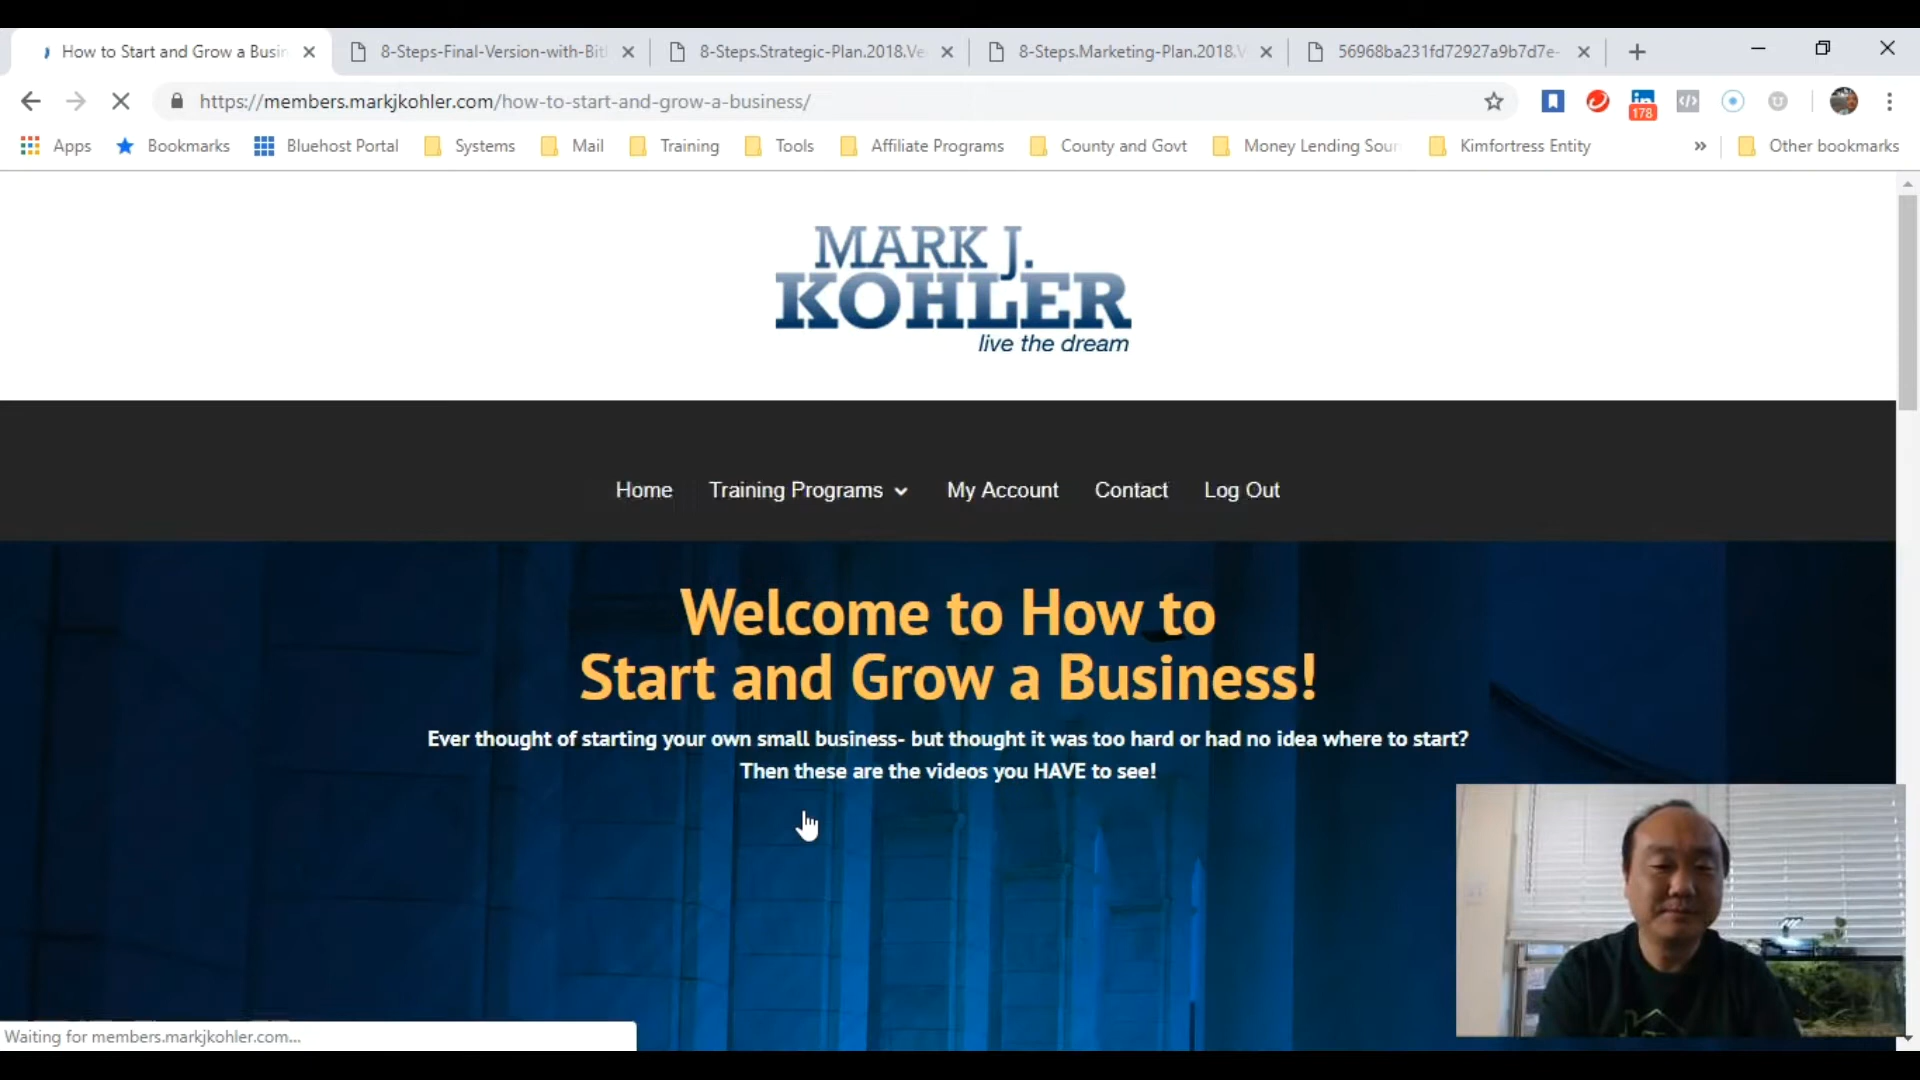 How to Start and Grow a Busin
8-Steps-Final-Version-with-Bit
8-Steps.Strategic-Plan.2018.Ve
8-Steps.Marketing-Plan.2018.V
56968ba231fd72927a9b7d7e-
https://members.markjkohler.com/how-to-start-and-grow-a-business/
178
Apps
Bookmarks
Bluehost Portal
Systems
Mail
Training
Tools
Affiliate Programs
County and Govt
Money Lending Sour
Kimfortress Entity
»
Other bookmarks
MARK J.
KOHLER
live the dream
Home
Training Programs
My Account
Contact
Log Out
Welcome to How to
Start and Grow a Business!
Ever thought of starting your own small business- but thought it was too hard or had no idea where to start?
Then these are the videos you HAVE to see!
Waiting for members.markjkohler.com...